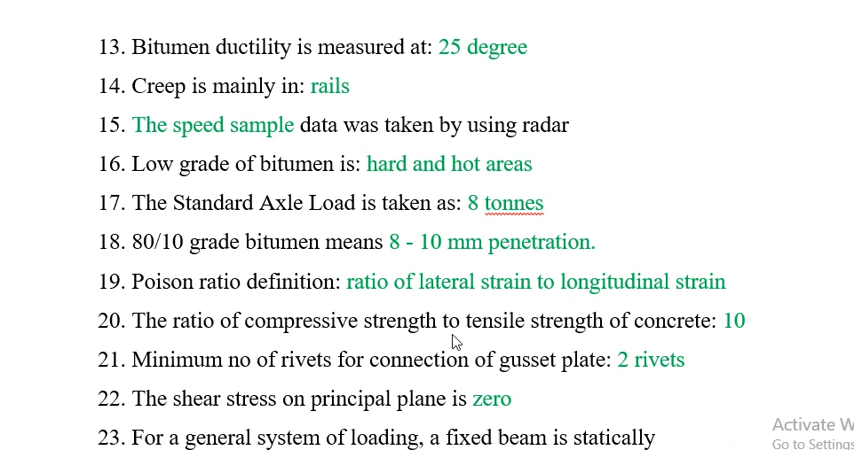 13. Bitumen ductility is measured at: 25 degree
14. Creep is mainly in: rails
15. The speed sample data was taken by using radar
16. Low grade of bitumen is: hard and hot areas
17. The Standard Axle Load is taken as: 8 tonnes
18. 80/10 grade bitumen means 8 - 10 mm penetration.
19. Poison ratio definition: ratio of lateral strain to longitudinal strain
20. The ratio of compressive strength to tensile strength of concrete: 10
21. Minimum no of rivets for connection of gusset plate: 2 rivets
22. The shear stress on principal plane is zero
Activate W
23. For a general system of loading, a fixed beam is statically
Go to Settings